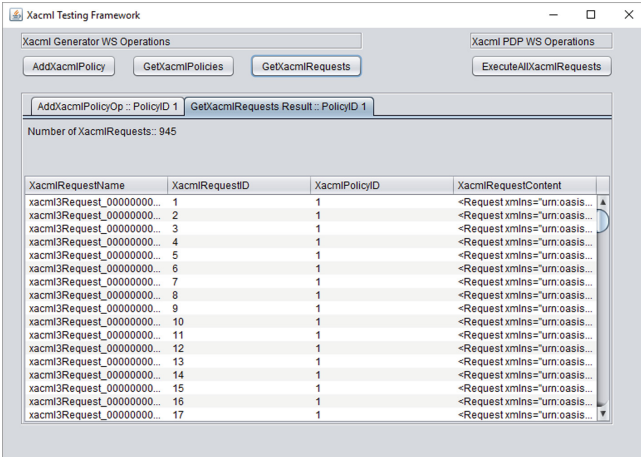 Xacml Testing Framework
Xacml Generator WS Operations Xacml PDP WS Operations
AddXacmlPolicy GetXacmlPolicies GetXacmlRequests ExecuteAllXacmlRequests
AddXacmlPolicyOp :: PolicyID 1 GetXacmlRequests Result :: PolicyID 1
Number of XacmlRequests:: 945
XacmlRequestName XacmlRequestID XacmlPolicyID XacmlRequestContent
xacml3Request_00000000... 1 1 <Request xmlns="urn:oasis...
xacml3Request_00000000... 2 1 <Request xmlns="urn:oasis...
xacml3Request_00000000... 3 1 <Request xmlns="urn:oasis...
xacml3Request_00000000... 4 1 <Request xmlns="urn:oasis...
xacml3Request_00000000... 5 1 <Request xmlns="urn:oasis...
xacml3Request_00000000... 6 1 <Request xmlns="urn:oasis...
xacml3Request_00000000... 7 1 <Request xmlns="urn:oasis...
xacml3Request_00000000... 8 1 <Request xmlns="urn:oasis...
xacml3Request_00000000... 9 1 <Request xmlns="urn:oasis...
xacml3Request_00000000... 10 1 <Request xmlns="urn:oasis...
xacml3Request_00000000... 11 1 <Request xmlns="urn:oasis...
xacml3Request_00000000... 12 1 <Request xmlns="urn:oasis...
xacml3Request_00000000... 13 1 <Request xmlns="urn:oasis...
xacml3Request_00000000... 14 1 <Request xmlns="urn:oasis...
xacml3Request_00000000... 15 1 <Request xmlns="urn:oasis...
xacml3Request_00000000... 16 1 <Request xmlns="urn:oasis...
xacml3Request_00000000... 17 1 <Request xmlns="urn:oasis...